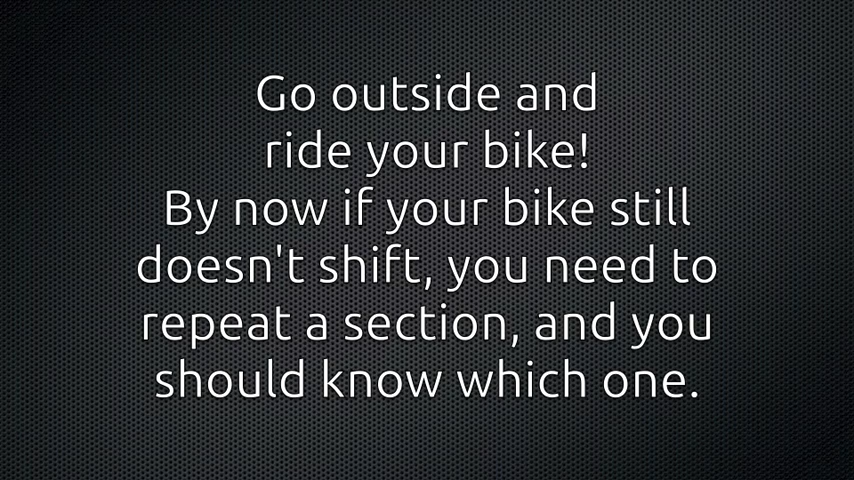 Go outside and
ride your bike!
By now if your bike still
doesn't shift, you need to
repeat a section, and you
should know which one.